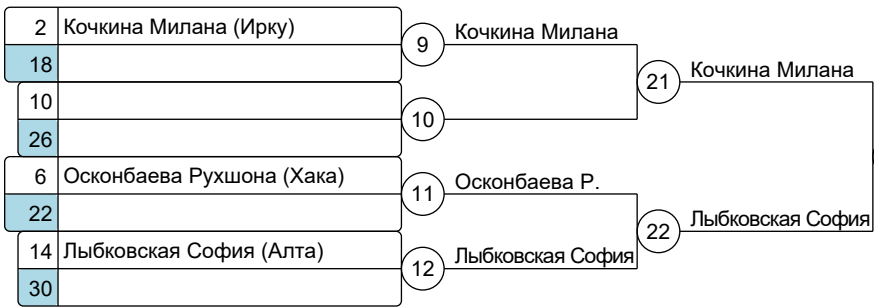 2 Кочкина Милана (Ирку)
9 Кочкина Милана
18
21 Кочкина Милана
10
10
26
6 Осконбаева Рухшона (Хака)
11 Осконбаева Р.
22
22 Лыбковская София
14 Лыбковская София (Алта)
12 Лыбковская София
30